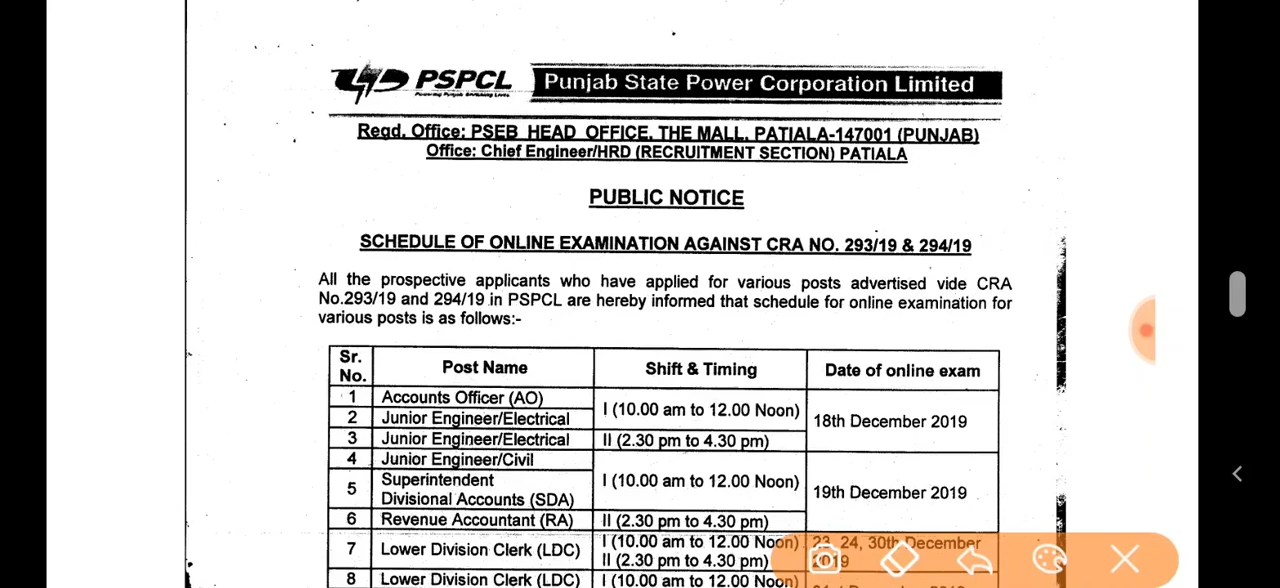 PSPCL
Punjab State Power Corporation Limited
Regd. Office: PSEB HEAD OFFICE, THE MALL, PATIALA-147001 (PUNJAB)
Office: Chief Engineer/HRD (RECRUITMENT SECTION) PATIALA
PUBLIC NOTICE
SCHEDULE OF ONLINE EXAMINATION AGAINST CRA NO. 293/19 & 294/19
All the prospective applicants who have applied for various posts advertised vide CRA
No.293/19 and 294/19 in PSPCL are hereby informed that schedule for online examination for
various posts is as follows:-
Sr. No. Post Name Shift & Timing Date of online exam
1 Accounts Officer (AO) I (10.00 am to 12.00 Noon) 18th December 2019
2 Junior Engineer/Electrical
3 Junior Engineer/Electrical II (2.30 pm to 4.30 pm)
4 Junior Engineer/Civil I (10.00 am to 12.00 Noon) 19th December 2019
5 Superintendent
Divisional Accounts (SDA)
6 Revenue Accountant (RA) II (2.30 pm to 4.30 pm)
7 Lower Division Clerk (LDC) I (10.00 am to 12.00 Noon) 23, 24, 30th December
II (2.30 pm to 4.30 pm) 2019
8 Lower Division Clerk (LDC) I (10.00 am to 12.00 Noon)